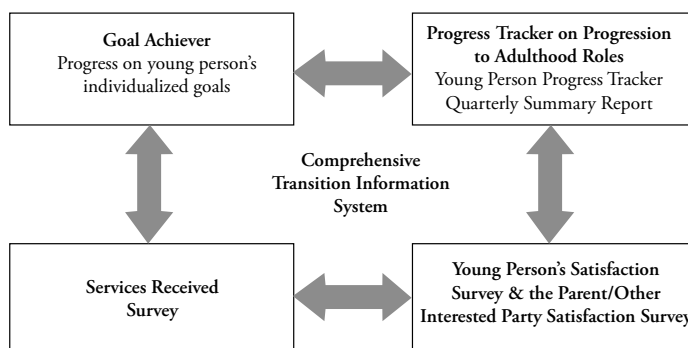 Goal Achiever
Progress on young person’s
individualized goals
Progress Tracker on Progression
to Adulthood Roles
Young Person Progress Tracker
Quarterly Summary Report
Comprehensive
Transition Information
System
Services Received
Survey
Young Person’s Satisfaction
Survey & the Parent/Other
Interested Party Satisfaction Survey